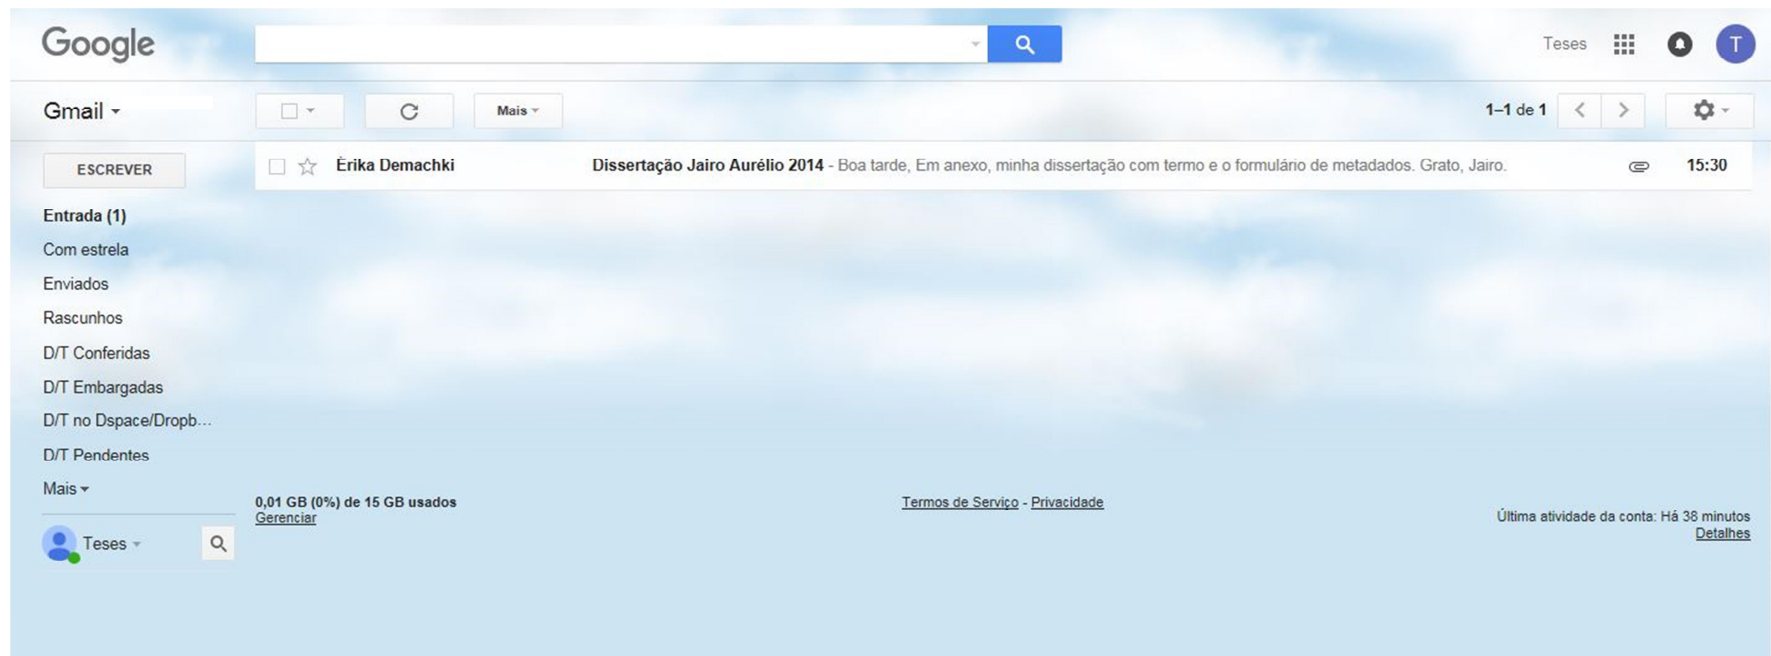 Google
Teses
T
Gmail
Mais
1–1 de 1
ESCREVER
Érika Demachki
Dissertação Jairo Aurélio 2014 - Boa tarde, Em anexo, minha dissertação com termo e o formulário de metadados. Grato, Jairo.
15:30
Entrada (1)
Com estrela
Enviados
Rascunhos
D/T Conferidas
D/T Embargadas
D/T no Dspace/Dropb…
D/T Pendentes
Mais
0,01 GB (0%) de 15 GB usados
Gerenciar
Termos de Serviço - Privacidade
Última atividade da conta: Há 38 minutos
Detalhes
Teses